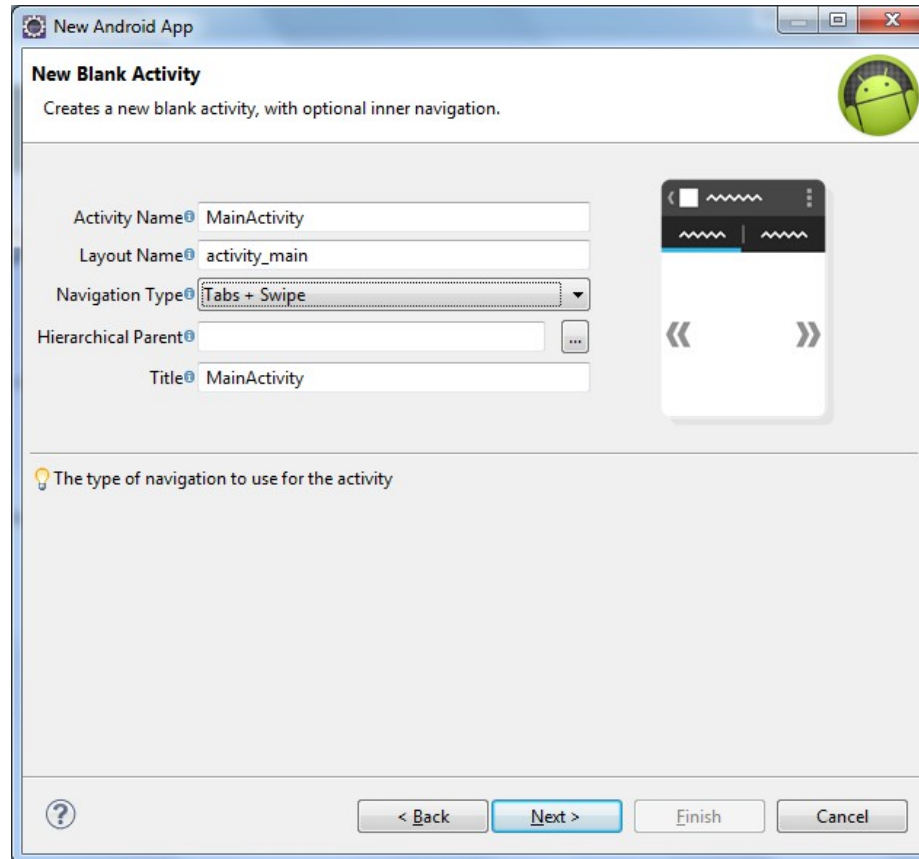 New Android App
New Blank Activity
Creates a new blank activity, with optional inner navigation.
Activity Name MainActivity
Layout Name activity_main
Navigation Type Tabs + Swipe
Hierarchical Parent ...
Title MainActivity
The type of navigation to use for the activity
? < Back Next > Finish Cancel